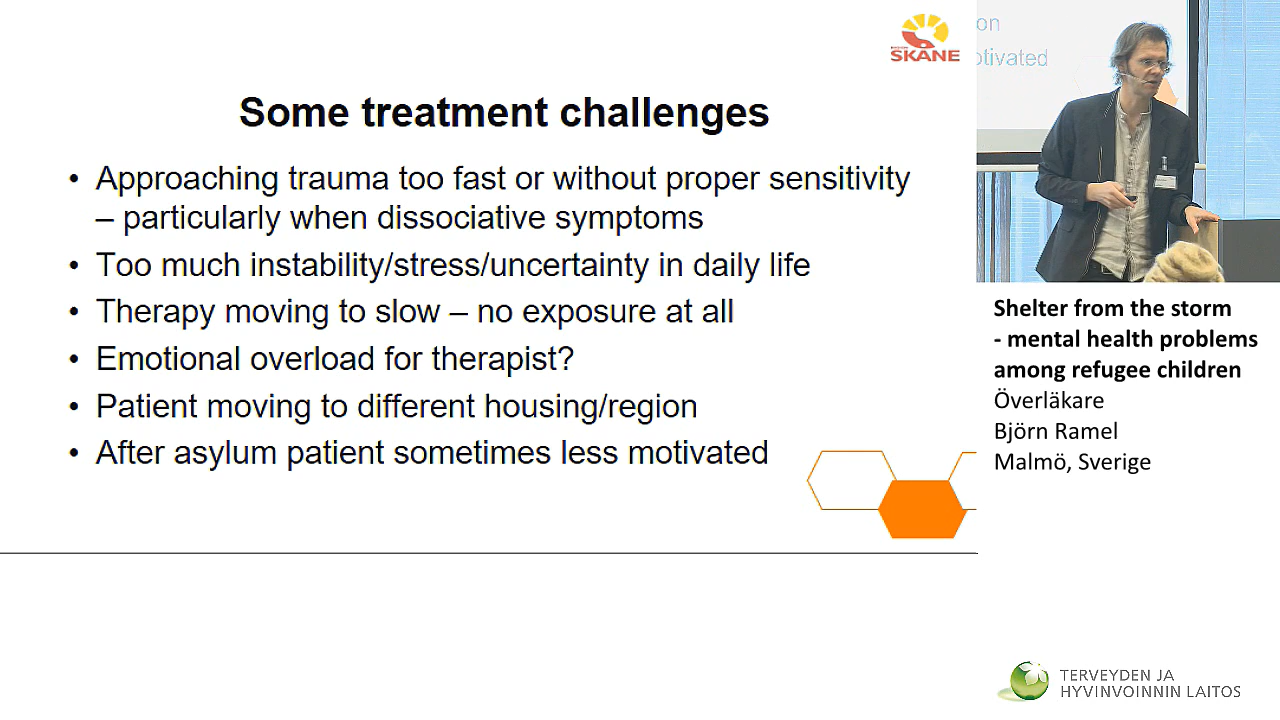 SKÅNE
Some treatment challenges
• Approaching trauma too fast or without proper sensitivity
– particularly when dissociative symptoms
• Too much instability/stress/uncertainty in daily life
• Therapy moving to slow – no exposure at all
• Emotional overload for therapist?
• Patient moving to different housing/region
• After asylum patient sometimes less motivated
on
otivated
Shelter from the storm
- mental health problems
among refugee children
Överläkare
Björn Ramel
Malmö, Sverige
TERVEYDEN JA
HYVINVOINNIN LAITOS